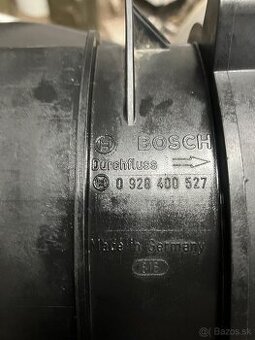 BOSCH
Durchfluss
0 928 400 527
Made in Germany
Bazos.sk